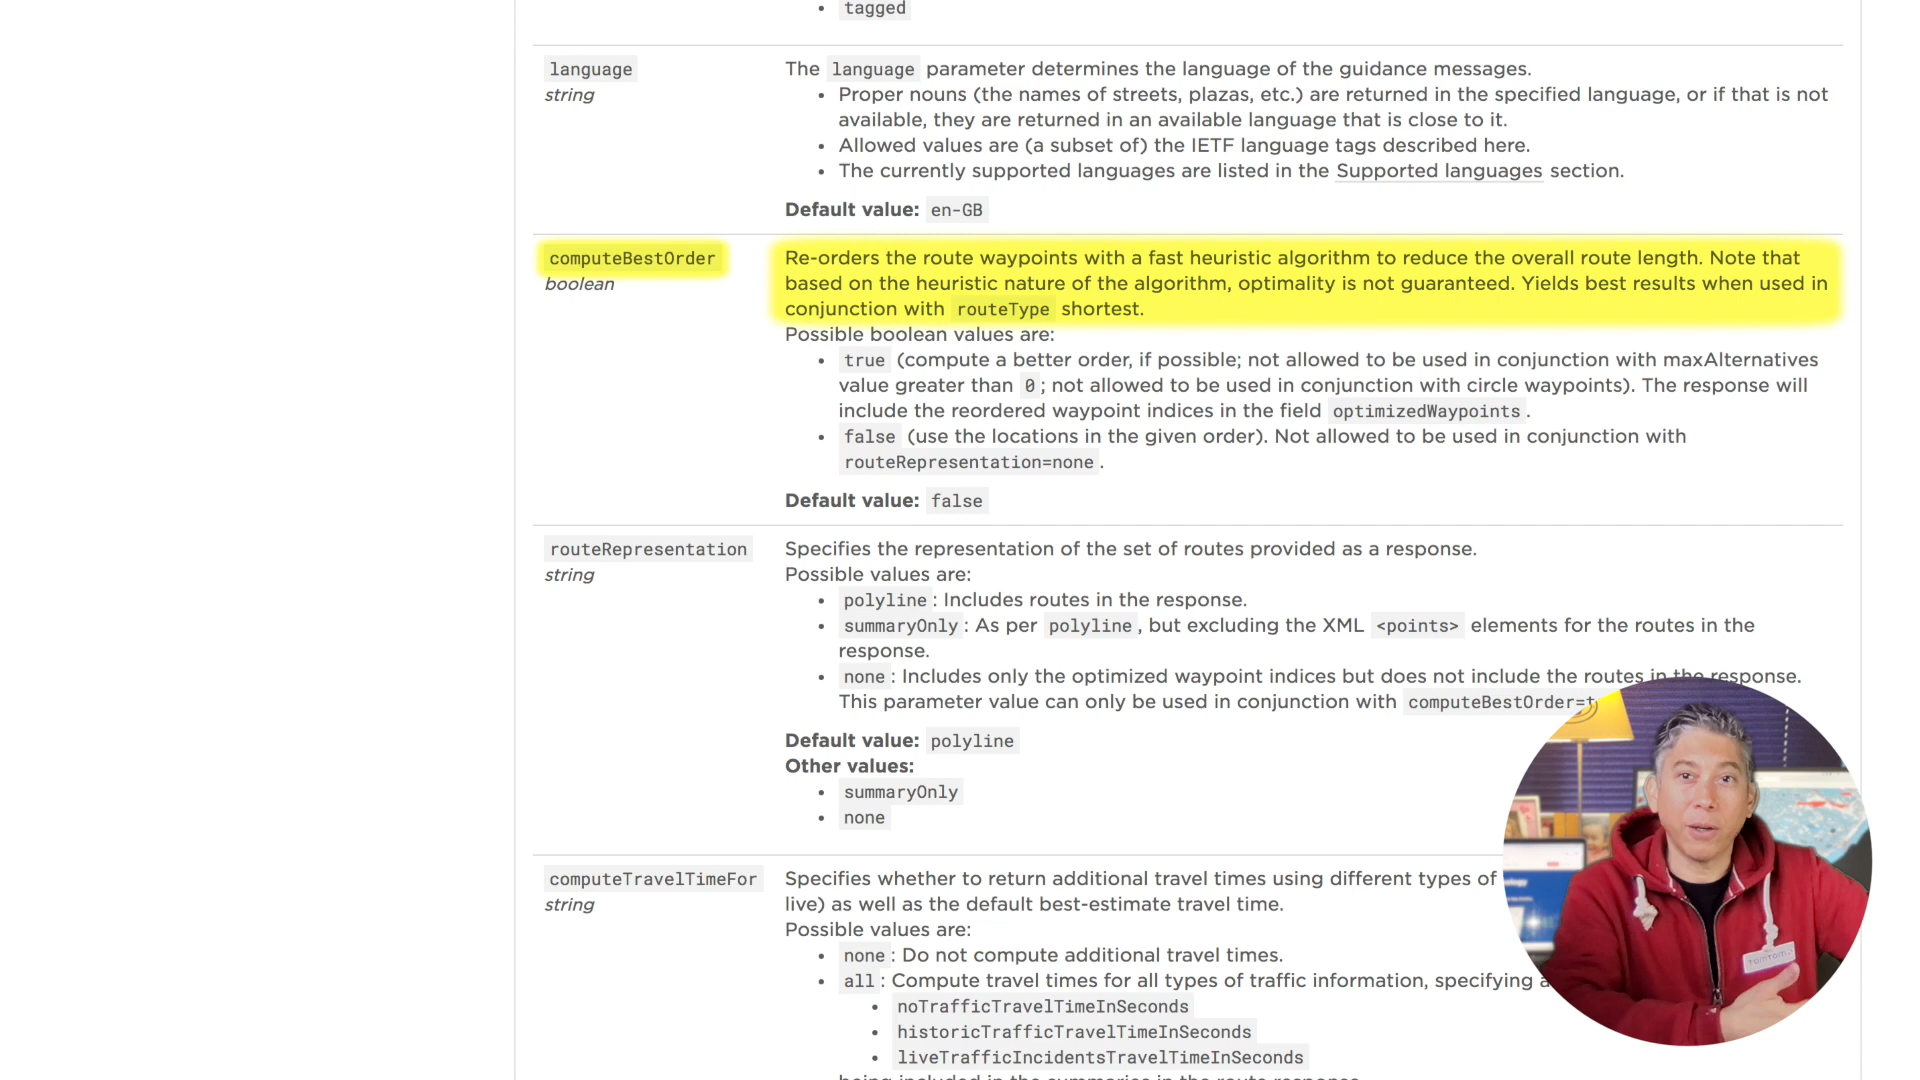 • tagged
language
The language parameter determines the language of the guidance messages.
string
• Proper nouns (the names of streets, plazas, etc.) are returned in the specified language, or if that is not
available, they are returned in an available language that is close to it.
• Allowed values are (a subset of) the IETF language tags described here.
• The currently supported languages are listed in the Supported languages section.
Default value: en-GB
computeBestOrder
boolean
Re-orders the route waypoints with a fast heuristic algorithm to reduce the overall route length. Note that
based on the heuristic nature of the algorithm, optimality is not guaranteed. Yields best results when used in
conjunction with routeType shortest.
Possible boolean values are:
• true (compute a better order, if possible; not allowed to be used in conjunction with maxAlternatives
value greater than 0; not allowed to be used in conjunction with circle waypoints). The response will
include the reordered waypoint indices in the field optimizedWaypoints.
• false (use the locations in the given order). Not allowed to be used in conjunction with
routeRepresentation=none.
Default value: false
routeRepresentation
string
Specifies the representation of the set of routes provided as a response.
Possible values are:
• polyline: Includes routes in the response.
• summaryOnly: As per polyline, but excluding the XML <points> elements for the routes in the
response.
• none: Includes only the optimized waypoint indices but does not include the routes in the response.
This parameter value can only be used in conjunction with computeBestOrder=t
Default value: polyline
Other values:
• summaryOnly
• none
computeTravelTimeFor
string
Specifies whether to return additional travel times using different types of
live) as well as the default best-estimate travel time.
Possible values are:
• none: Do not compute additional travel times.
• all: Compute travel times for all types of traffic information, specifying a
• noTrafficTravelTimeInSeconds
• historicTrafficTravelTimeInSeconds
• liveTrafficIncidentsTravelTimeInSeconds
being included in the summaries in the route response.
tomtom